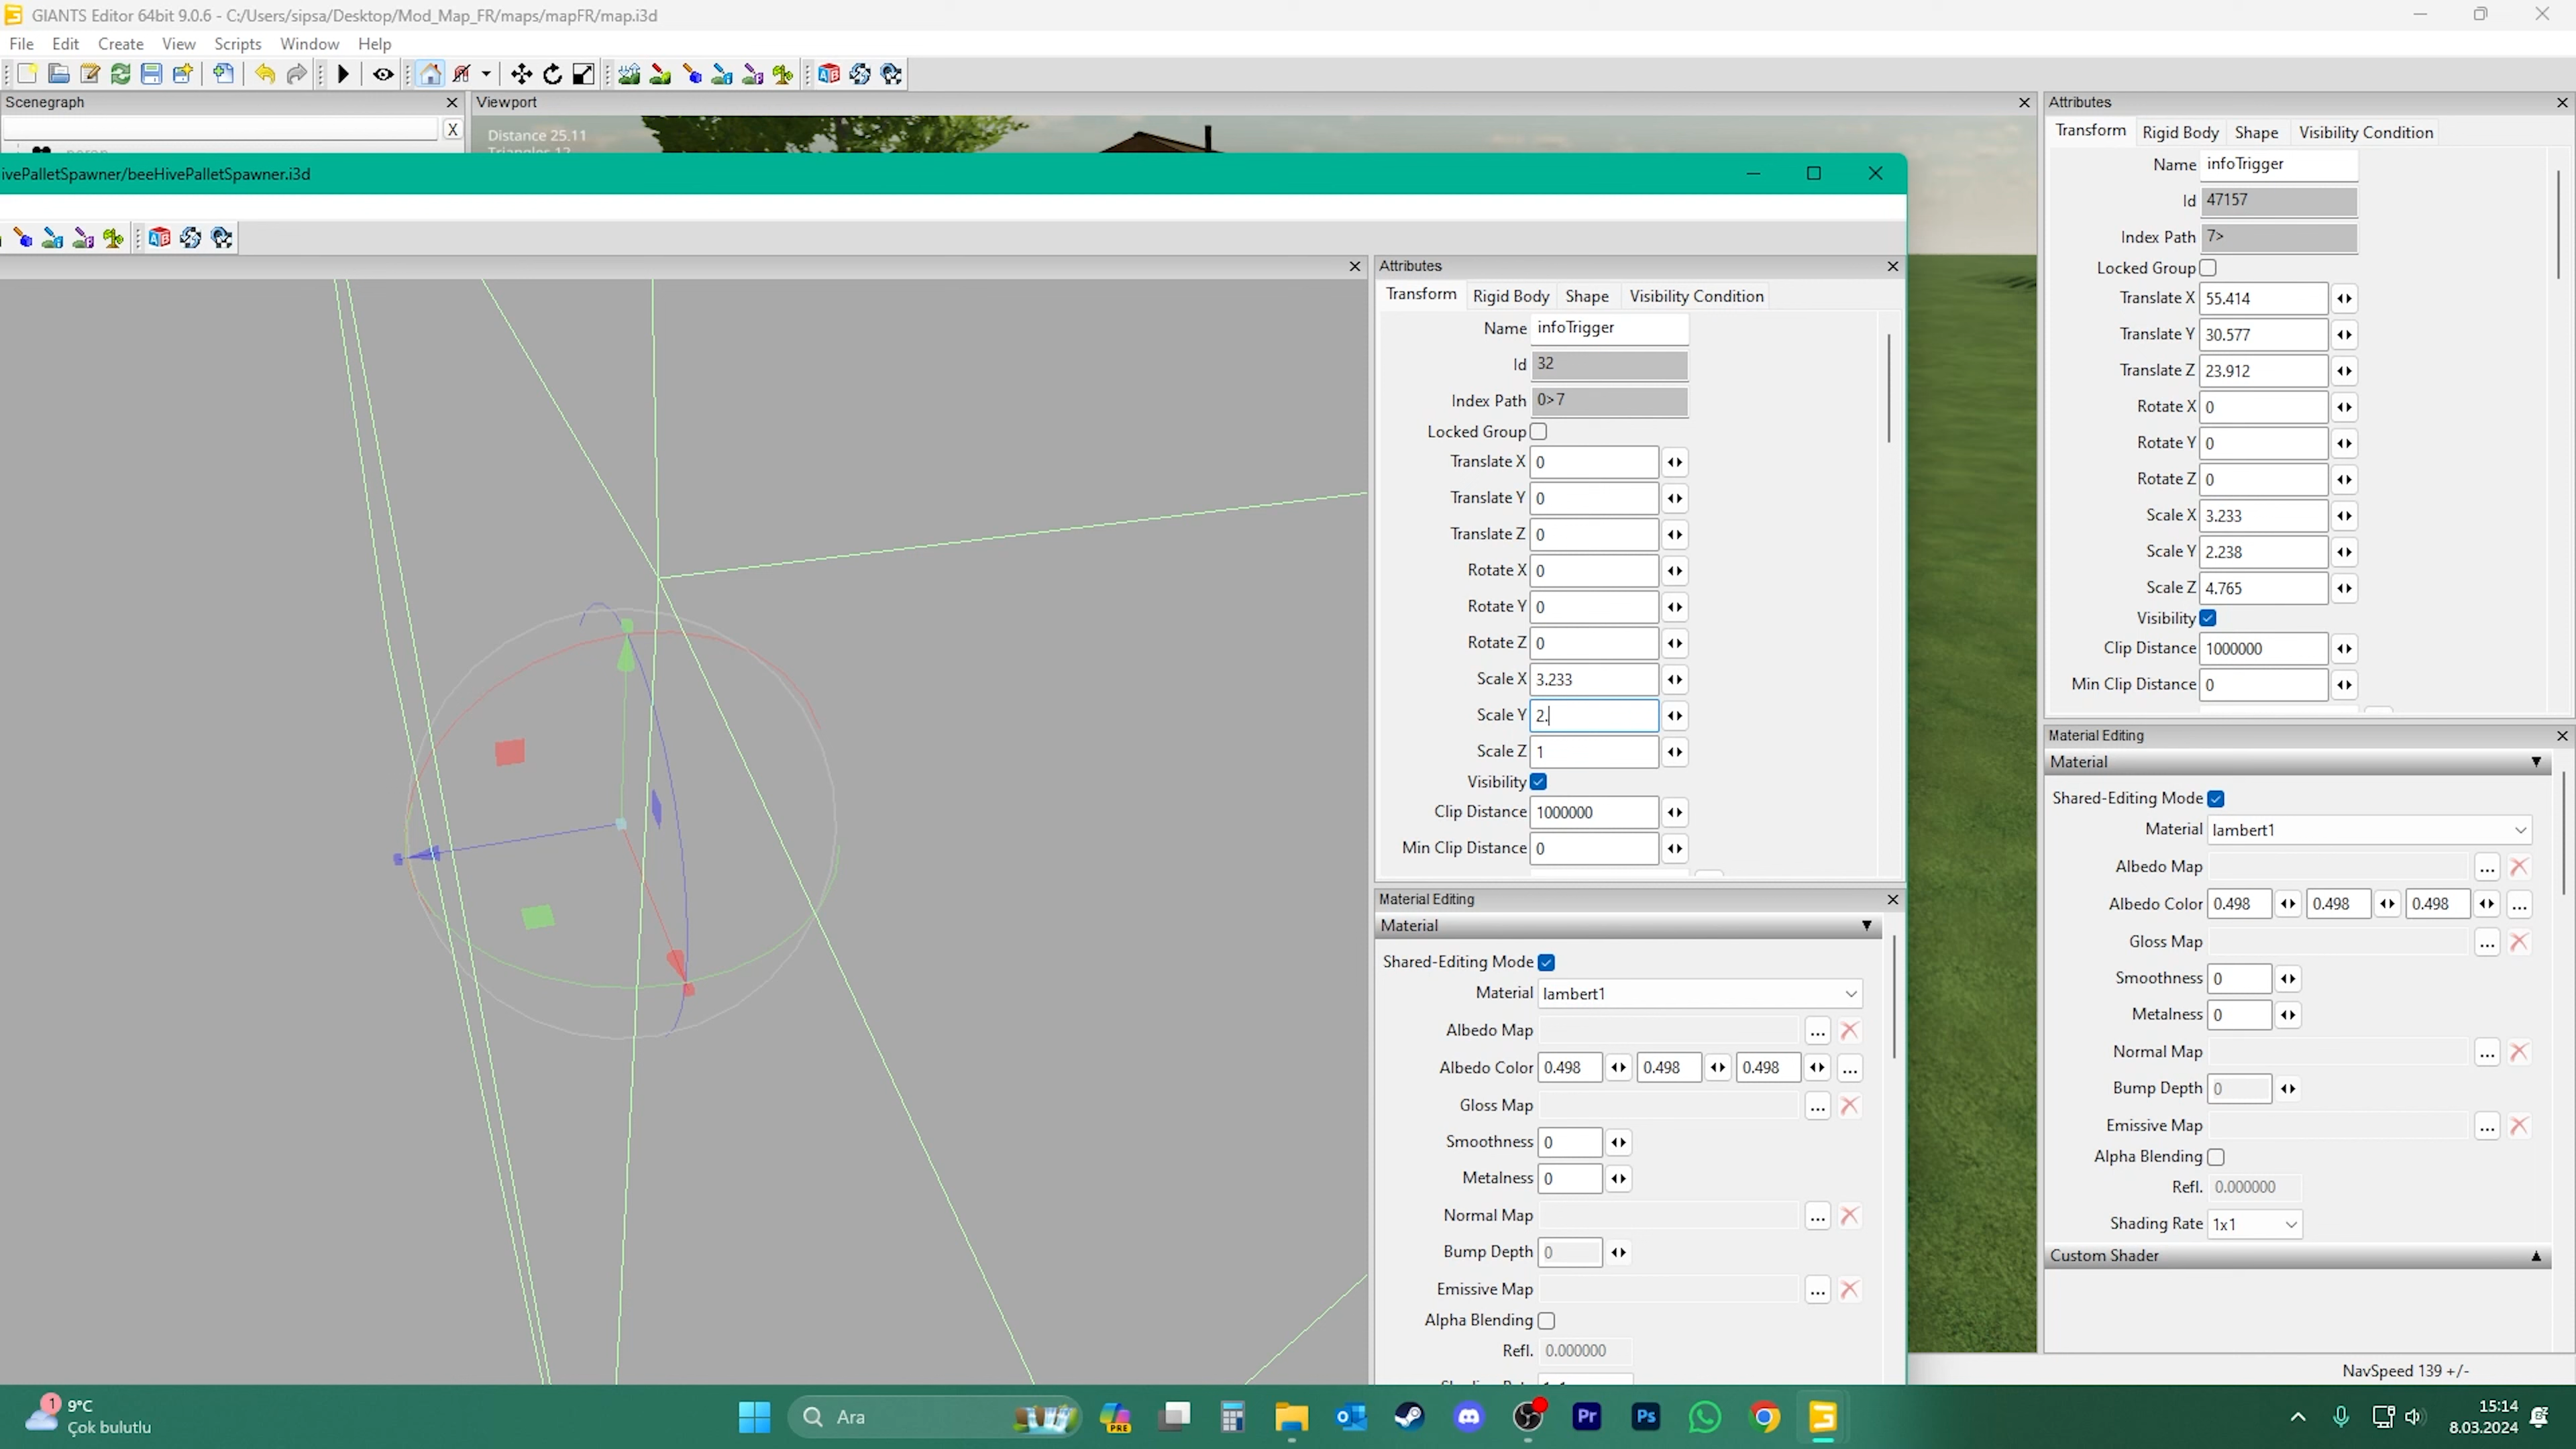 GIANTS Editor 64bit 9.0.6 - C:/Users/sipsa/Desktop/Mod_Map_FR/maps/mapFR/map.i3d
File Edit Create View Scripts Window Help
Scenegraph
X
Viewport
Distance 25.11
Triangles 12
ivePalletSpawner/beeHivePalletSpawner.i3d
Attributes
Transform Rigid Body Shape Visibility Condition
Name infoTrigger
Id 32
Index Path 0>7
Locked Group
Translate X 0
Translate Y 0
Translate Z 0
Rotate X 0
Rotate Y 0
Rotate Z 0
Scale X 3.233
Scale Y 2.
Scale Z 1
Visibility
Clip Distance 1000000
Min Clip Distance 0
Material Editing
Material
Shared-Editing Mode
Material lambert1
Albedo Map ...
Albedo Color 0.498 0.498 0.498 ...
Gloss Map ...
Smoothness 0
Metalness 0
Normal Map ...
Bump Depth 0
Emissive Map ...
Alpha Blending
Refl. 0.000000
Attributes
Transform Rigid Body Shape Visibility Condition
Name infoTrigger
Id 47157
Index Path 7>
Locked Group
Translate X 55.414
Translate Y 30.577
Translate Z 23.912
Rotate X 0
Rotate Y 0
Rotate Z 0
Scale X 3.233
Scale Y 2.238
Scale Z 4.765
Visibility
Clip Distance 1000000
Min Clip Distance 0
Material Editing
Material
Shared-Editing Mode
Material lambert1
Albedo Map ...
Albedo Color 0.498 0.498 0.498 ...
Gloss Map ...
Smoothness 0
Metalness 0
Normal Map ...
Bump Depth 0
Emissive Map ...
Alpha Blending
Refl. 0.000000
Shading Rate 1x1
Custom Shader
NavSpeed 139 +/-
1
9°C
Çok bulutlu
Ara
PRE
Pr
Ps
15:14
8.03.2024